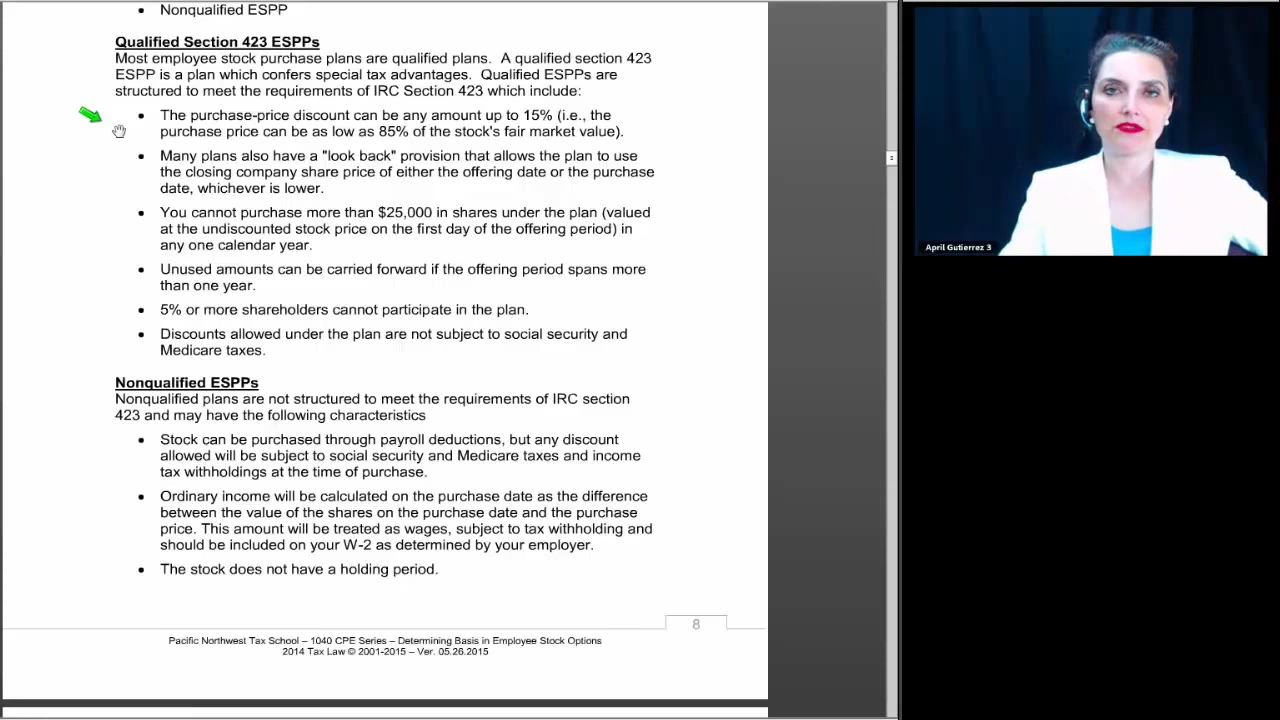 Nonqualified ESPP
Qualified Section 423 ESPPs
Most employee stock purchase plans are qualified plans.  A qualified section 423
ESPP is a plan which confers special tax advantages.  Qualified ESPPs are
structured to meet the requirements of IRC Section 423 which include:
• The purchase-price discount can be any amount up to 15% (i.e., the
purchase price can be as low as 85% of the stock's fair market value).
• Many plans also have a "look back" provision that allows the plan to use
the closing company share price of either the offering date or the purchase
date, whichever is lower.
• You cannot purchase more than $25,000 in shares under the plan (valued
at the undiscounted stock price on the first day of the offering period) in
any one calendar year.
• Unused amounts can be carried forward if the offering period spans more
than one year.
• 5% or more shareholders cannot participate in the plan.
• Discounts allowed under the plan are not subject to social security and
Medicare taxes.
Nonqualified ESPPs
Nonqualified plans are not structured to meet the requirements of IRC section
423 and may have the following characteristics
• Stock can be purchased through payroll deductions, but any discount
allowed will be subject to social security and Medicare taxes and income
tax withholdings at the time of purchase.
• Ordinary income will be calculated on the purchase date as the difference
between the value of the shares on the purchase date and the purchase
price. This amount will be treated as wages, subject to tax withholding and
should be included on your W-2 as determined by your employer.
• The stock does not have a holding period.
8
Pacific Northwest Tax School – 1040 CPE Series – Determining Basis in Employee Stock Options
2014 Tax Law © 2001-2015 – Ver. 05.26.2015
April Gutierrez 3